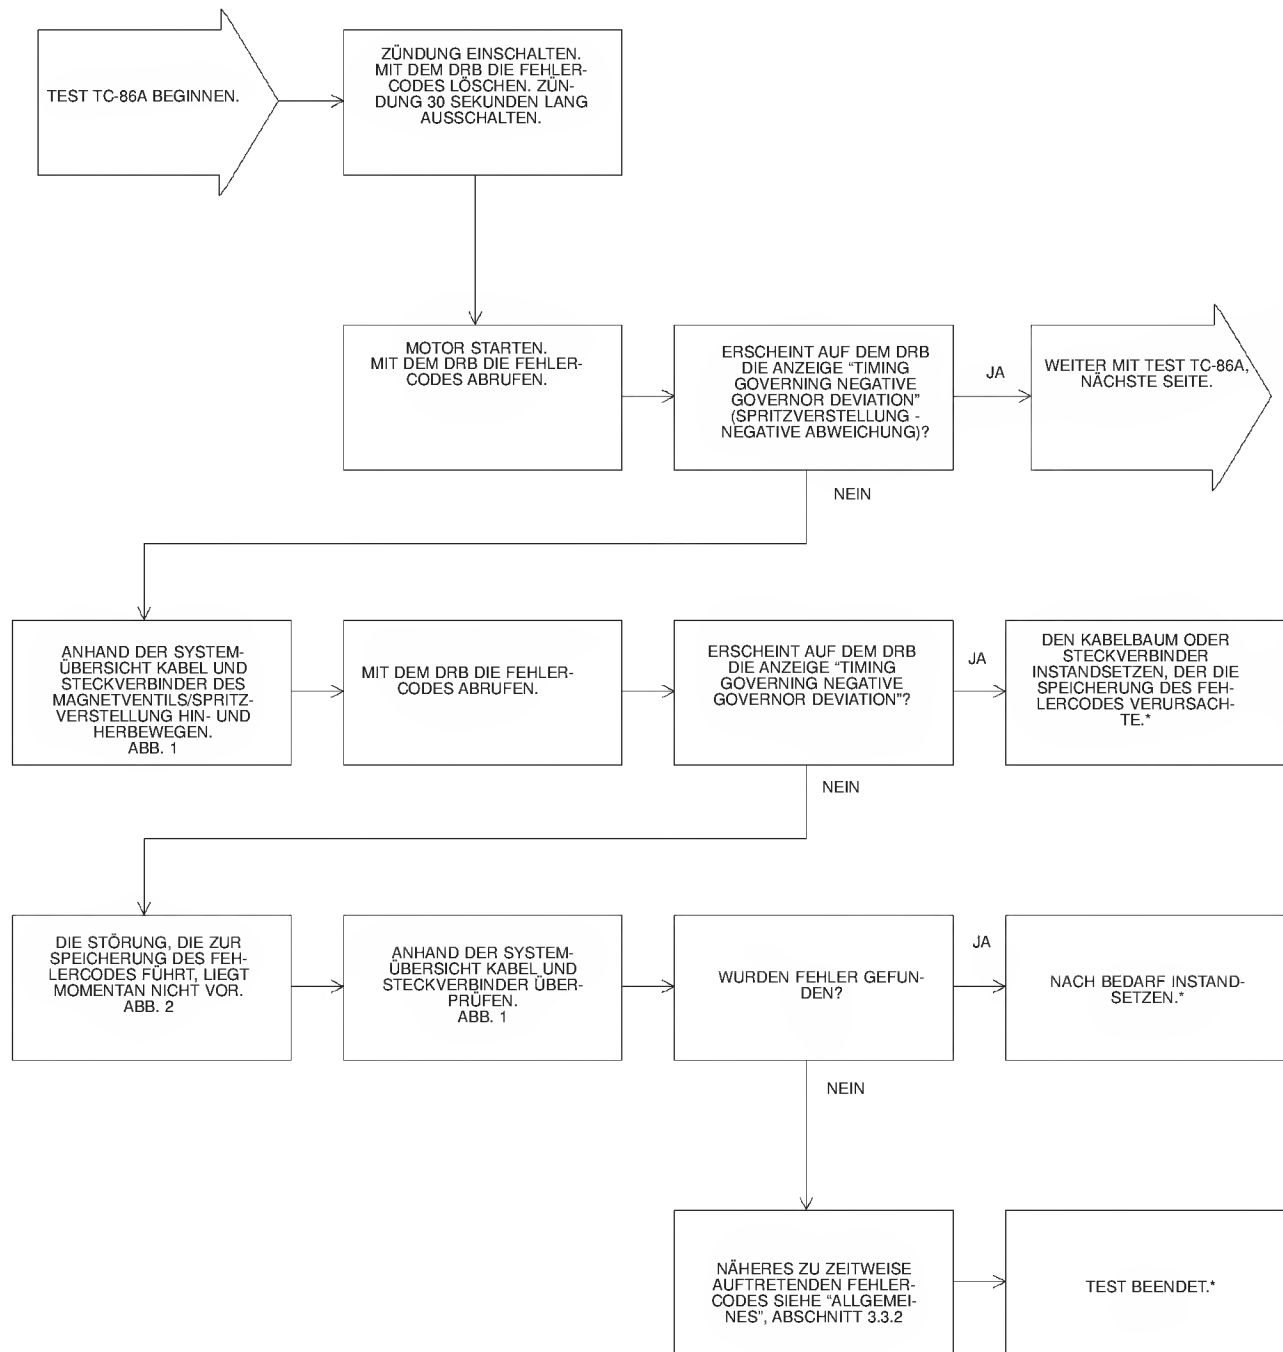 TEST TC-86A BEGINNEN.
ZÜNDUNG EINSCHALTEN.
MIT DEM DRB DIE FEHLER-
CODES LÖSCHEN. ZÜN-
DUNG 30 SEKUNDEN LANG
AUSSCHALTEN.
MOTOR STARTEN.
MIT DEM DRB DIE FEHLER-
CODES ABRUFEN.
ERSCHEINT AUF DEM DRB
DIE ANZEIGE “TIMING
GOVERNING NEGATIVE
GOVERNOR DEVIATION”
(SPRITZVERSTELLUNG -
NEGATIVE ABWEICHUNG)?
JA
WEITER MIT TEST TC-86A,
NÄCHSTE SEITE.
NEIN
ANHAND DER SYSTEM-
ÜBERSICHT KABEL UND
STECKVERBINDER DES
MAGNETVENTILS/SPRITZ-
VERSTELLUNG HIN- UND
HERBEWEGEN.
ABB. 1
MIT DEM DRB DIE FEHLER-
CODES ABRUFEN.
ERSCHEINT AUF DEM DRB
DIE ANZEIGE “TIMING
GOVERNING NEGATIVE
GOVERNOR DEVIATION”?
JA
DEN KABELBAUM ODER
STECKVERBINDER
INSTANDSETZEN, DER DIE
SPEICHERUNG DES FEH-
LERCODES VERURSACH-
TE.*
NEIN
DIE STÖRUNG, DIE ZUR
SPEICHERUNG DES FEH-
LERCODES FÜHRT, LIEGT
MOMENTAN NICHT VOR.
ABB. 2
ANHAND DER SYSTEM-
ÜBERSICHT KABEL UND
STECKVERBINDER ÜBER-
PRÜFEN.
ABB. 1
WURDEN FEHLER GEFUN-
DEN?
JA
NACH BEDARF INSTAND-
SETZEN.*
NEIN
NÄHERES ZU ZEITWEISE
AUFTRETENDEN FEHLER-
CODES SIEHE “ALLGEMEI-
NES”, ABSCHNITT 3.3.2
TEST BEENDET.*